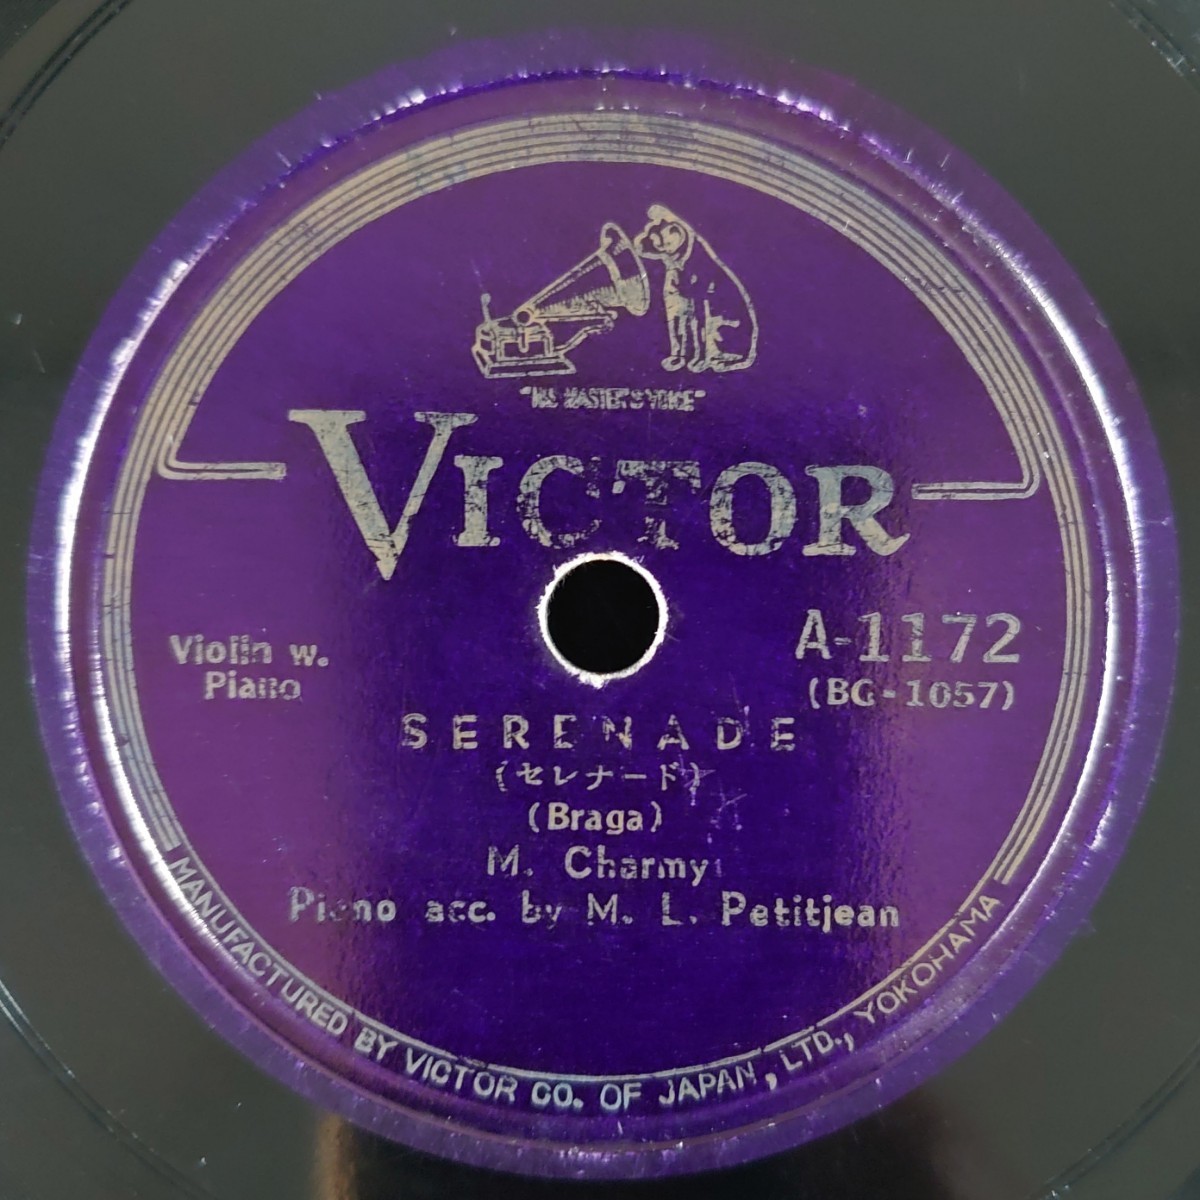 "HIS MASTER'S VOICE"
VICTOR
Violin w.
Piano
A-1172
(BG-1057)
SERENADE
(セレナード)
(Braga)
M. Charmy
Piano acc. by M. L. Petitjean
MANUFACTURED BY VICTOR CO. OF JAPAN, LTD., YOKOHAMA